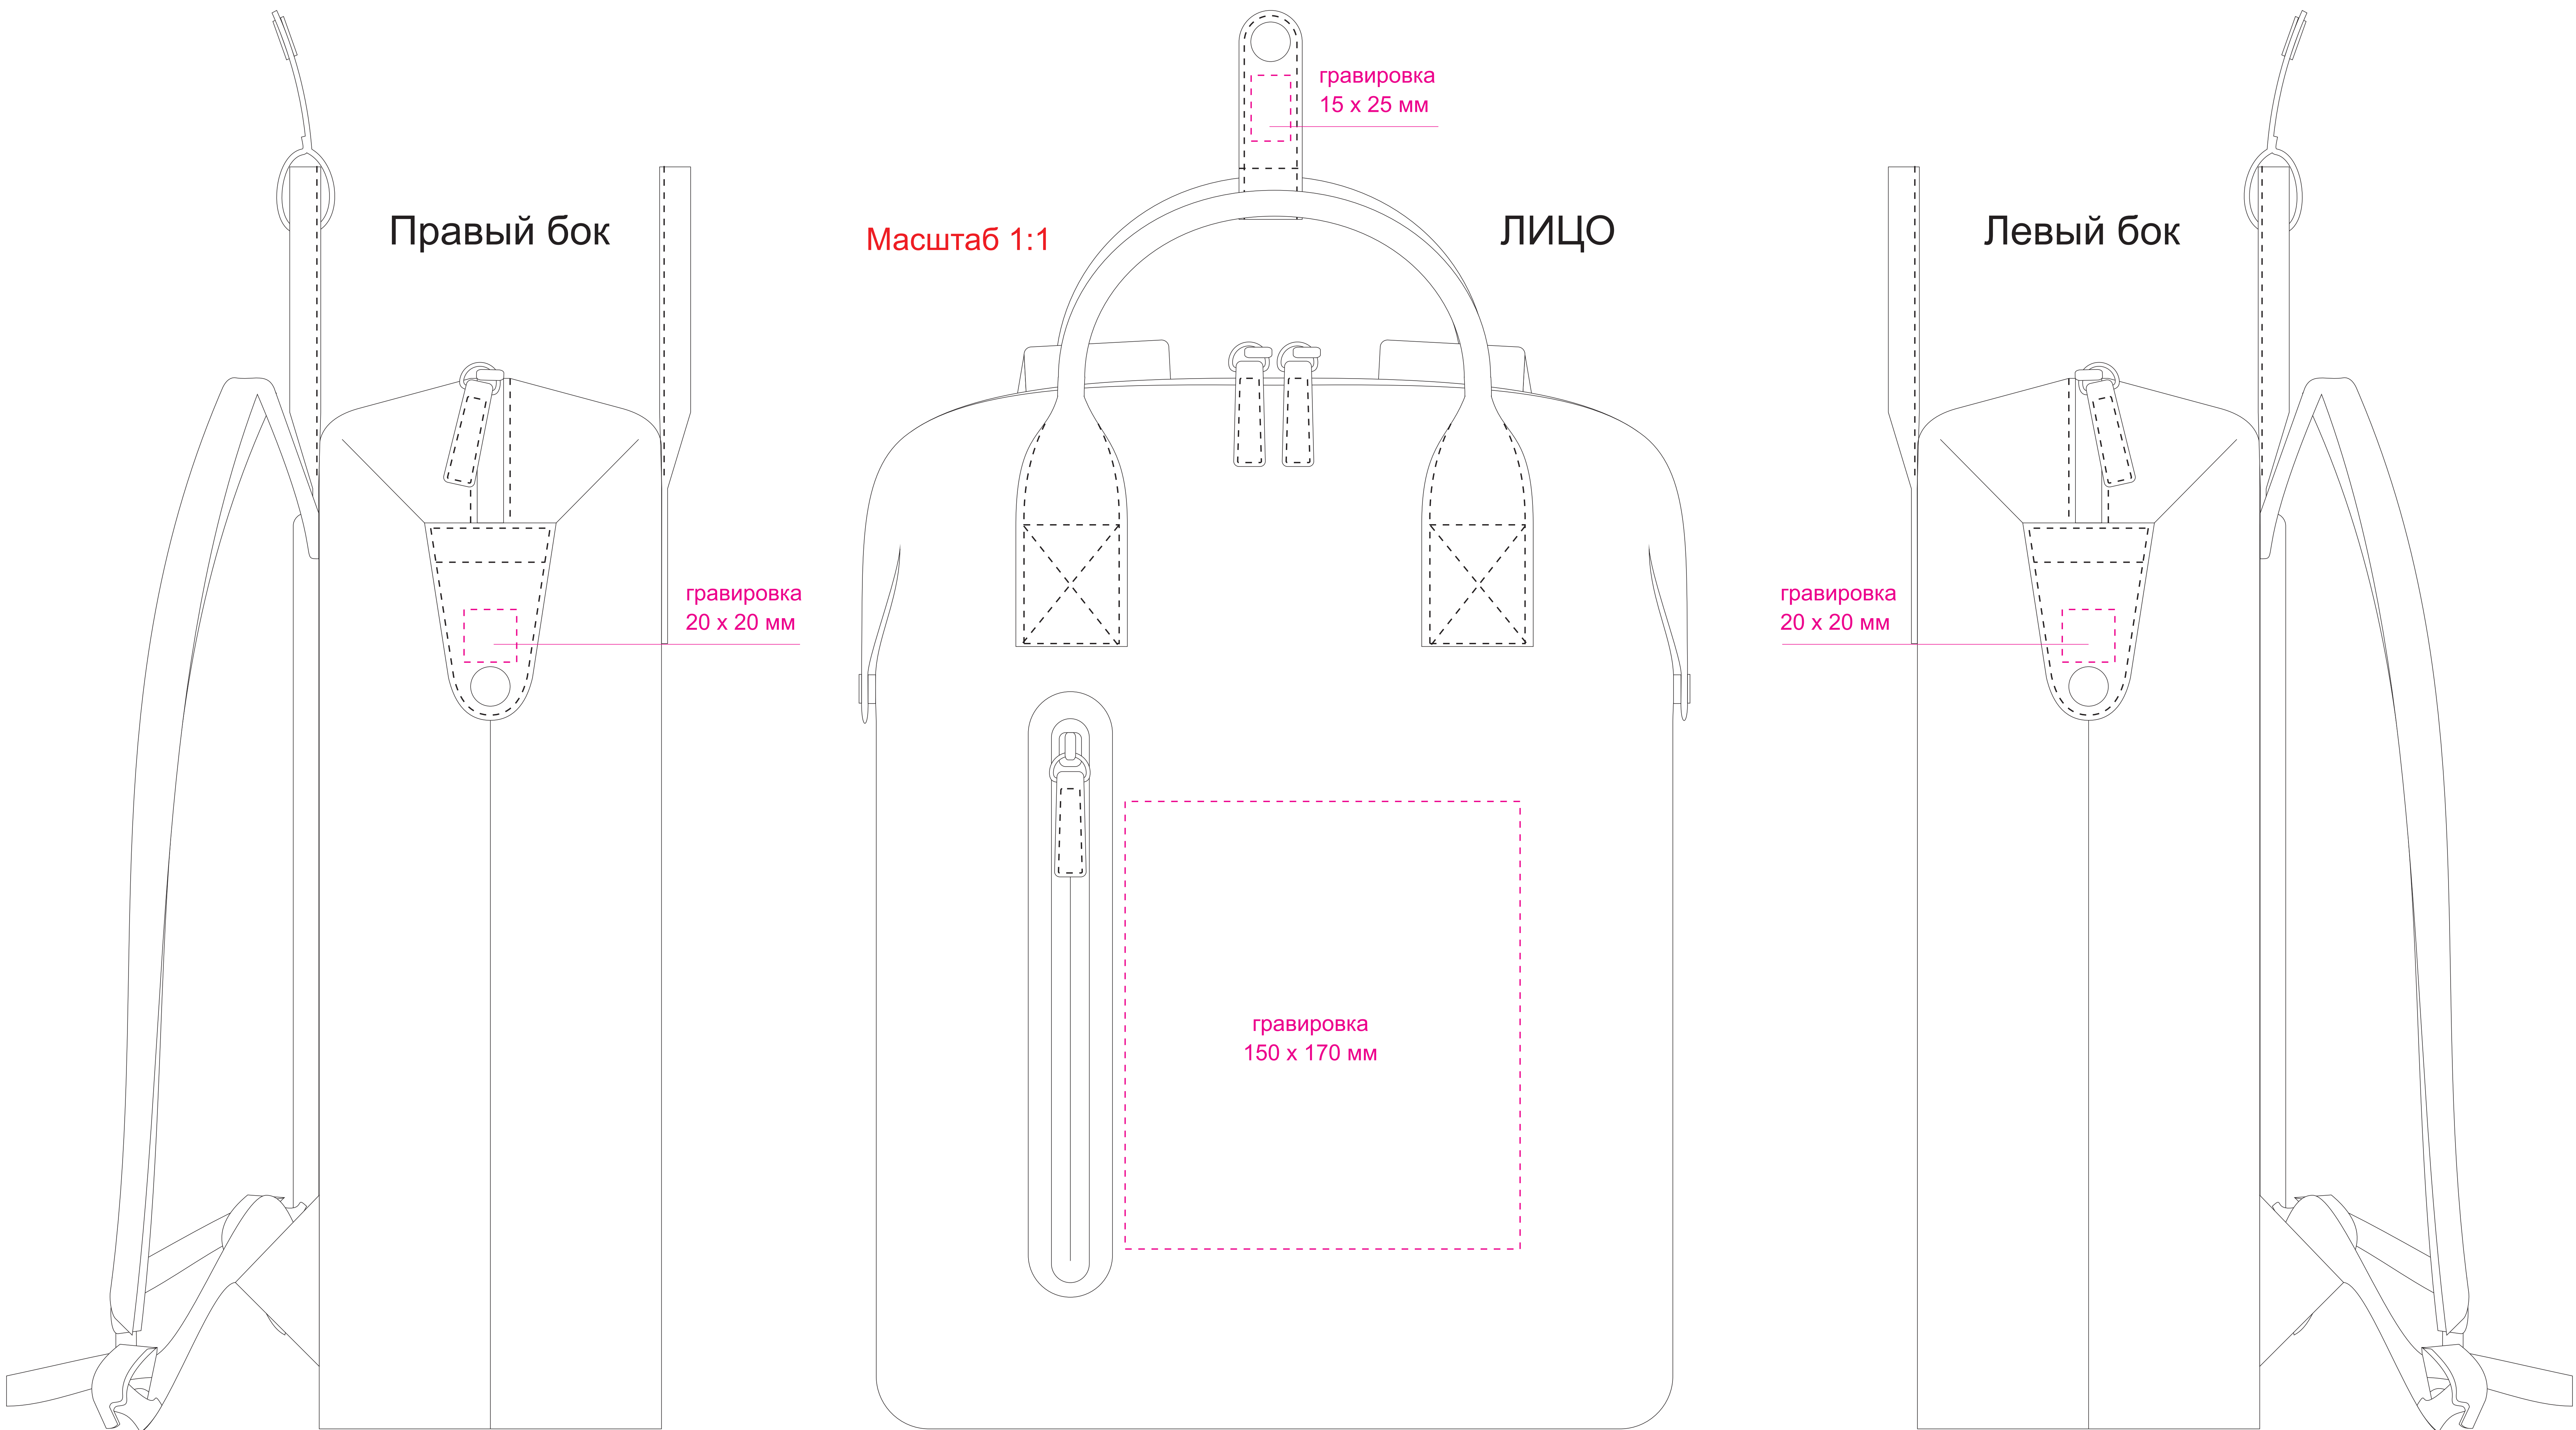 гравировка
15 х 25 мм
Правый бок
Масштаб 1:1
ЛИЦО
Левый бок
гравировка
20 х 20 мм
гравировка
20 х 20 мм
гравировка
150 х 170 мм